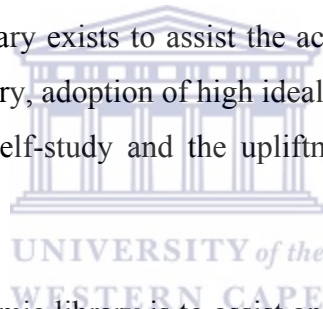 ary exists to assist the ac
ry, adoption of high ideal
elf-study and the upliftn
UNIVERSITY of the
WESTERN CAPE
mic library is to assist an